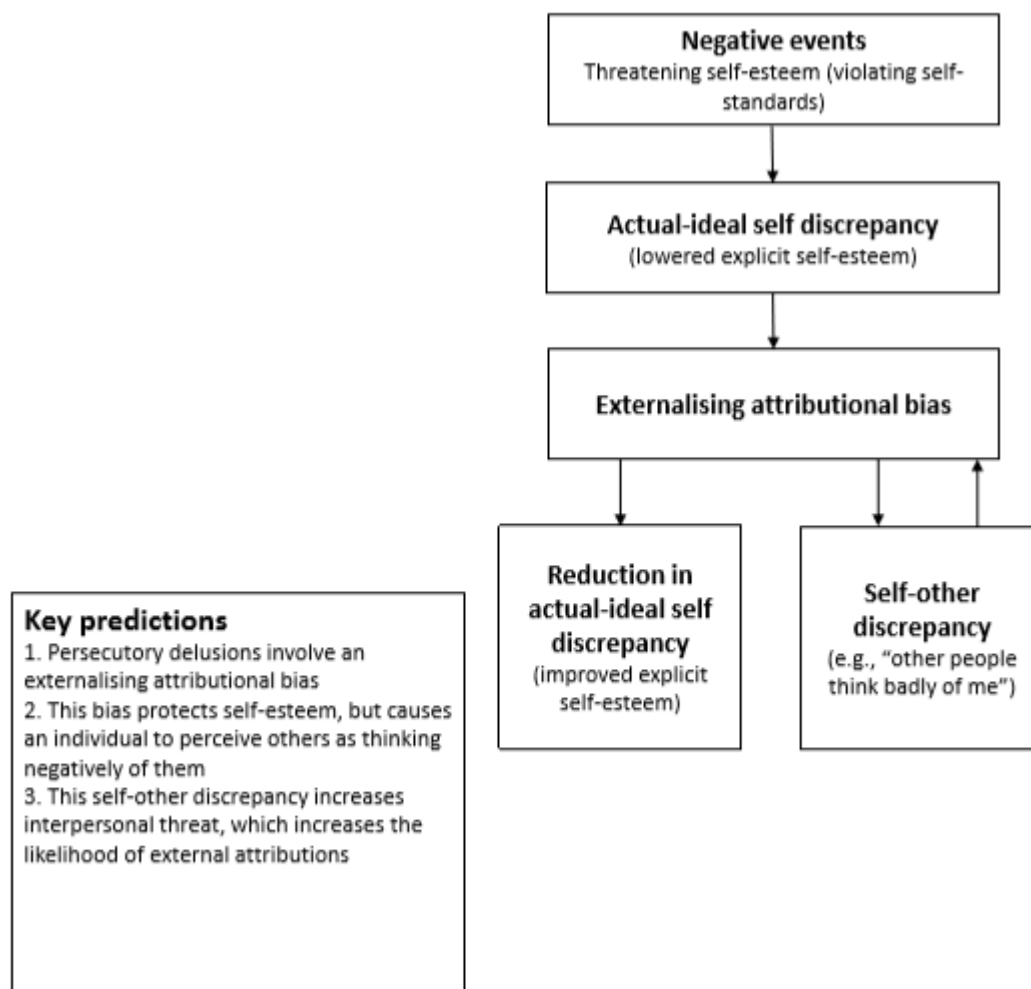 Negative events
Threatening self-esteem (violating self-
standards)
Actual-ideal self discrepancy
(lowered explicit self-esteem)
Externalising attributional bias
Reduction in
actual-ideal self
discrepancy
(improved explicit
self-esteem)
Self-other
discrepancy
(e.g., “other people
think badly of me”)
Key predictions
1. Persecutory delusions involve an
externalising attributional bias
2. This bias protects self-esteem, but causes
an individual to perceive others as thinking
negatively of them
3. This self-other discrepancy increases
interpersonal threat, which increases the
likelihood of external attributions